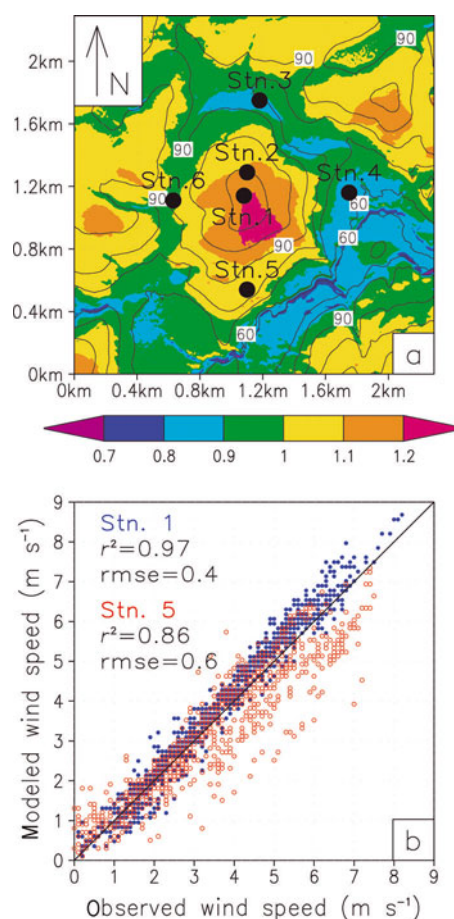 2km
1.6km
1.2km
0.8km
0.4km
0km
N
90
90
Stn.3
90
Stn.2
Stn.4
Stn.6
90
60
Stn.1
60
90
Stn.5
60
90
a
0km 0.4km 0.8km 1.2km 1.6km 2km
0.7 0.8 0.9 1 1.1 1.2
9
8
7
6
5
4
3
2
1
0
Modeled wind speed (m s⁻¹)
Stn. 1
r²=0.97
rmse=0.4
Stn. 5
r²=0.86
rmse=0.6
b
0 1 2 3 4 5 6 7 8 9
Observed wind speed (m s⁻¹)